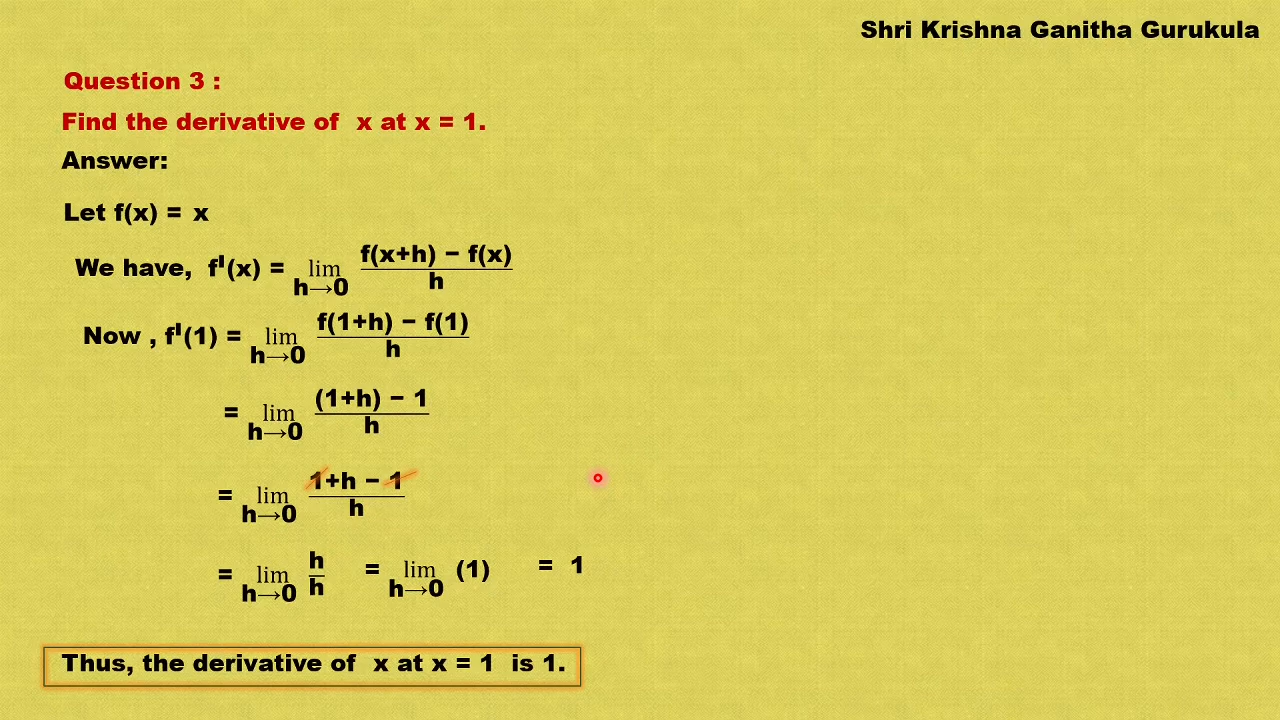 Shri Krishna Ganitha Gurukula
Question 3 :
Find the derivative of x at x = 1.
Answer:
Let f(x) = x
We have, fᴵ(x) = lim h→0 f(x+h) − f(x) / h
Now , fᴵ(1) = lim h→0 f(1+h) − f(1) / h
= lim h→0 (1+h) − 1 / h
= lim h→0 1+h − 1 / h
= lim h→0 h / h = lim h→0 (1) = 1
Thus, the derivative of x at x = 1 is 1.